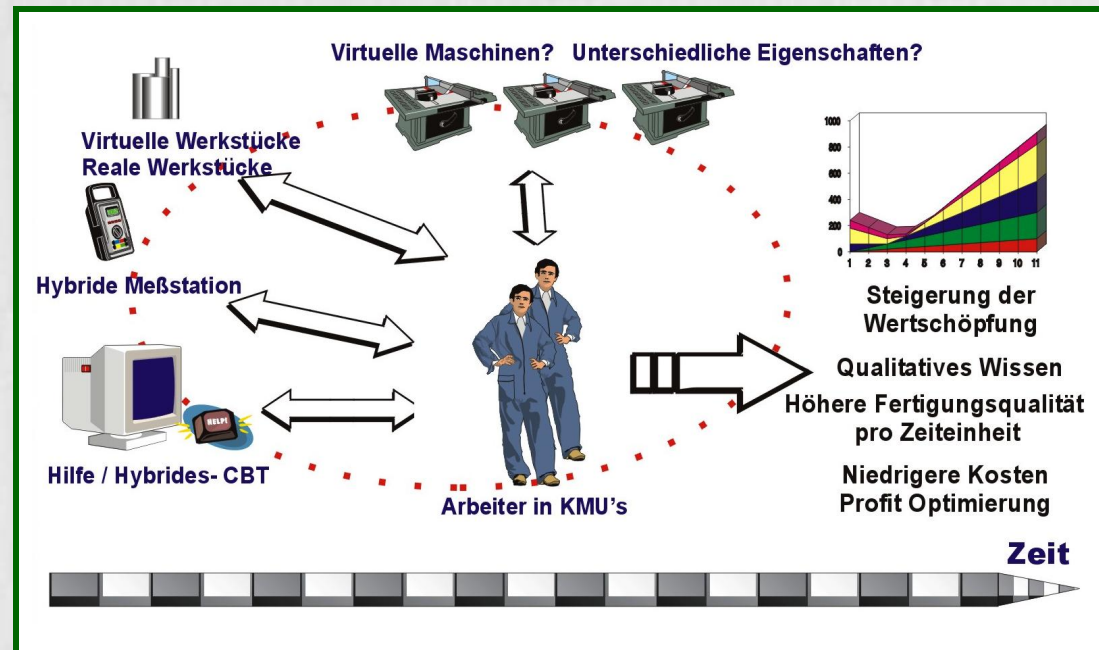 Virtuelle Maschinen? Unterschiedliche Eigenschaften?
Virtuelle Werkstücke
Reale Werkstücke
Hybride Meßstation
HELP!
Hilfe / Hybrides- CBT
Arbeiter in KMU's
1000
800
600
400
200
0
1 2 3 4 5 6 7 8 9 10 11
Steigerung der
Wertschöpfung
Qualitatives Wissen
Höhere Fertigungsqualität
pro Zeiteinheit
Niedrigere Kosten
Profit Optimierung
Zeit